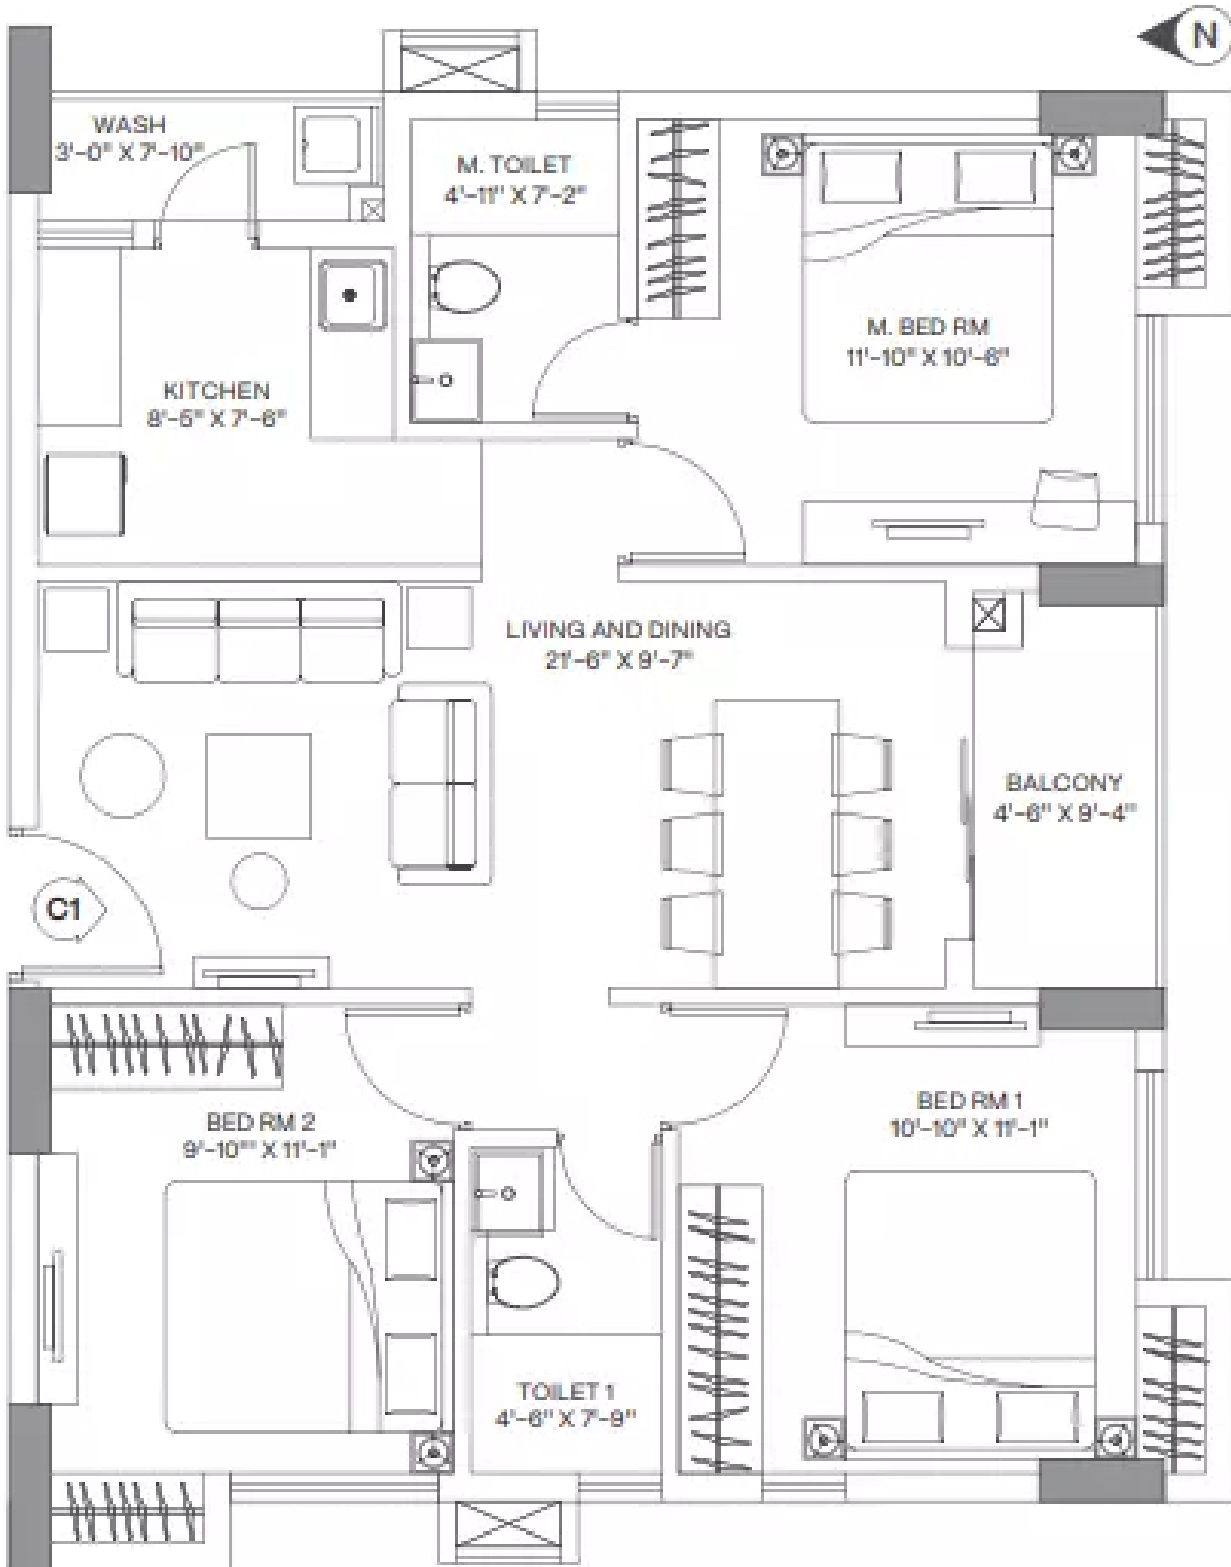 N
WASH
3'-0" X 7'-10"
M. TOILET
4'-11" X 7'-2"
M. BED RM
11'-10" X 10'-6"
KITCHEN
8'-5" X 7'-6"
LIVING AND DINING
21'-6" X 9'-7"
BALCONY
4'-6" X 9'-4"
C1
BED RM 2
9'-10"' X 11'-1"
BED RM 1
10'-10" X 11'-1"
TOILET 1
4'-6" X 7'-9"